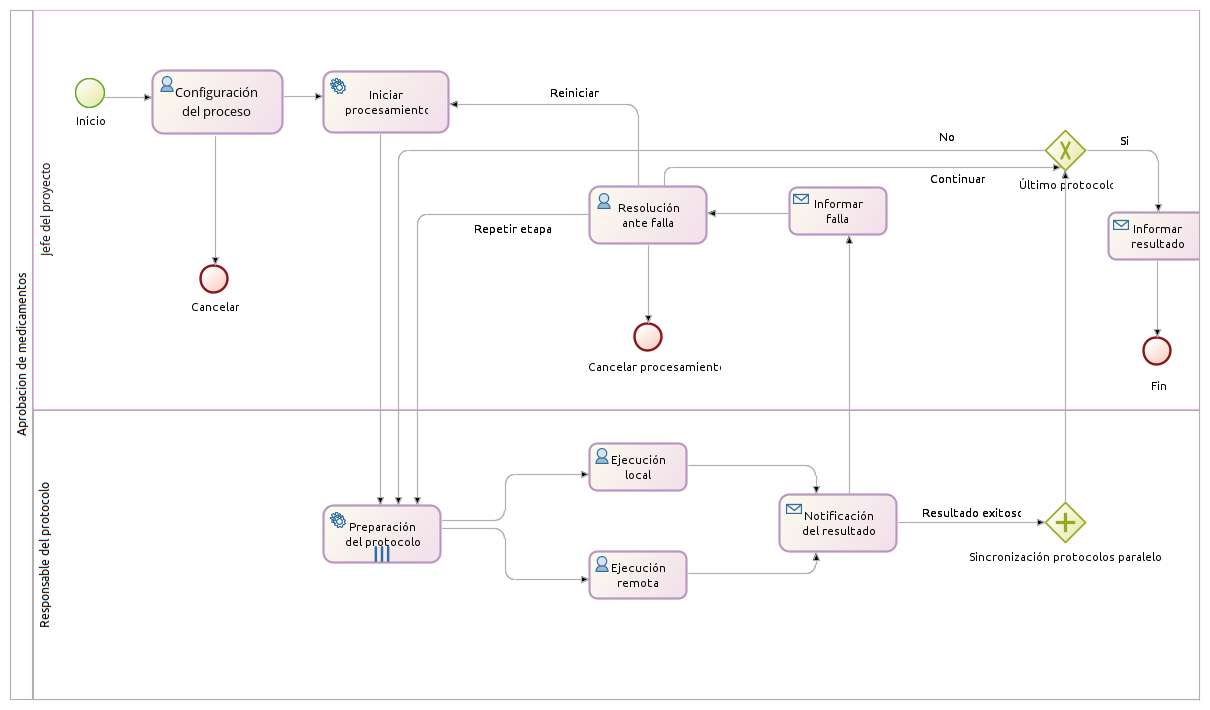 Aprobacion de medicamentos
Jefe del proyecto
Inicio
Configuración
del proceso
Iniciar
procesamiento
Reiniciar
No
Si
Último protocolo
Continuar
Resolución
ante falla
Informar
falla
Repetir etapa
Informar
resultado
Cancelar
Cancelar procesamiento
Fin
Responsable del protocolo
Preparación
del protocolo
Ejecución
local
Ejecución
remota
Notificación
del resultado
Resultado exitoso
Sincronización protocolos paralelo